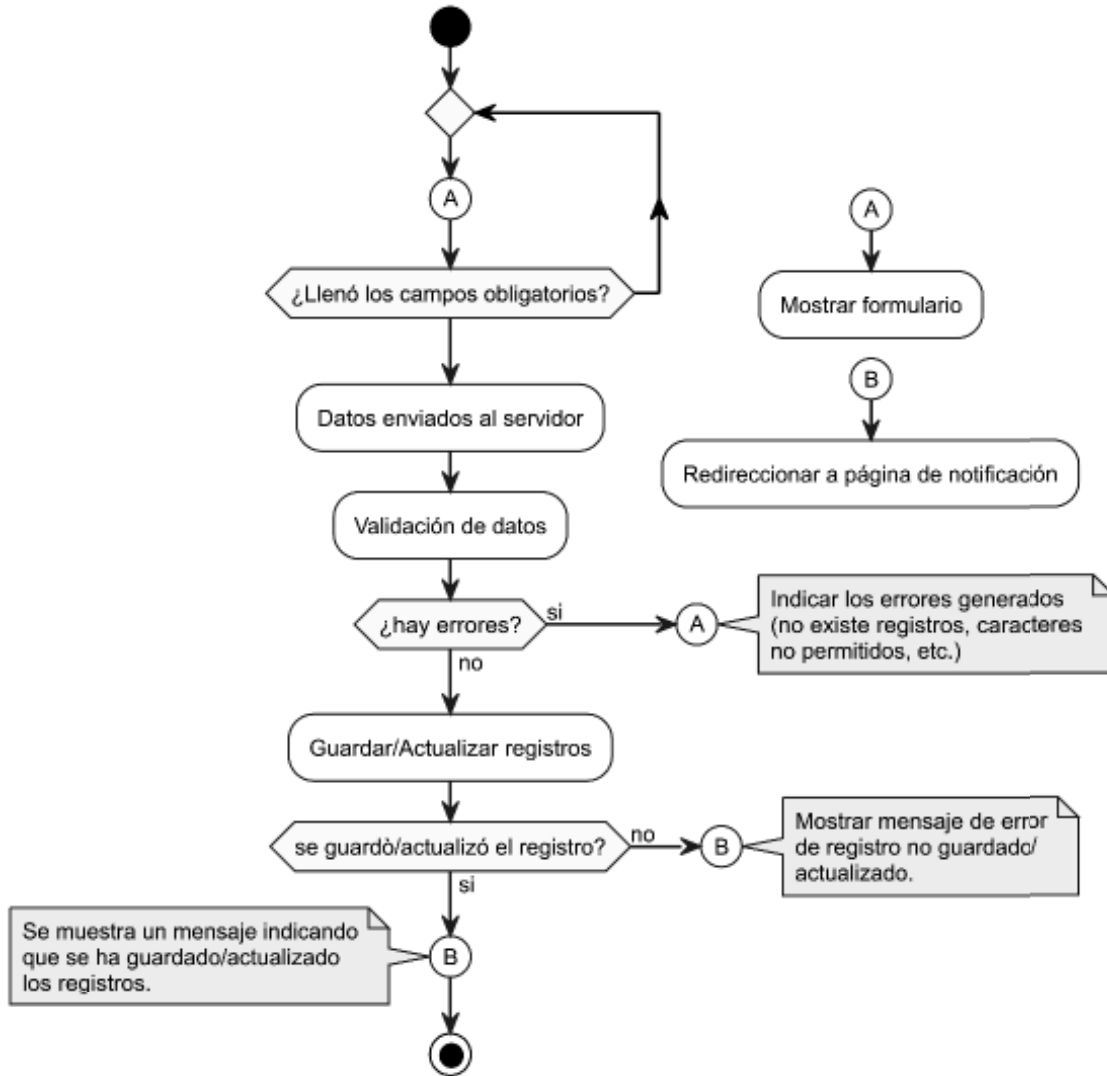 A
¿Llenó los campos obligatorios?
A
Mostrar formulario
B
Datos enviados al servidor
Redireccionar a página de notificación
Validación de datos
¿hay errores?
si
no
A
Indicar los errores generados
(no existe registros, caracteres
no permitidos, etc.)
Guardar/Actualizar registros
se guardò/actualizó el registro?
no
si
B
Mostrar mensaje de error
de registro no guardado/
actualizado.
Se muestra un mensaje indicando
que se ha guardado/actualizado
los registros.
B